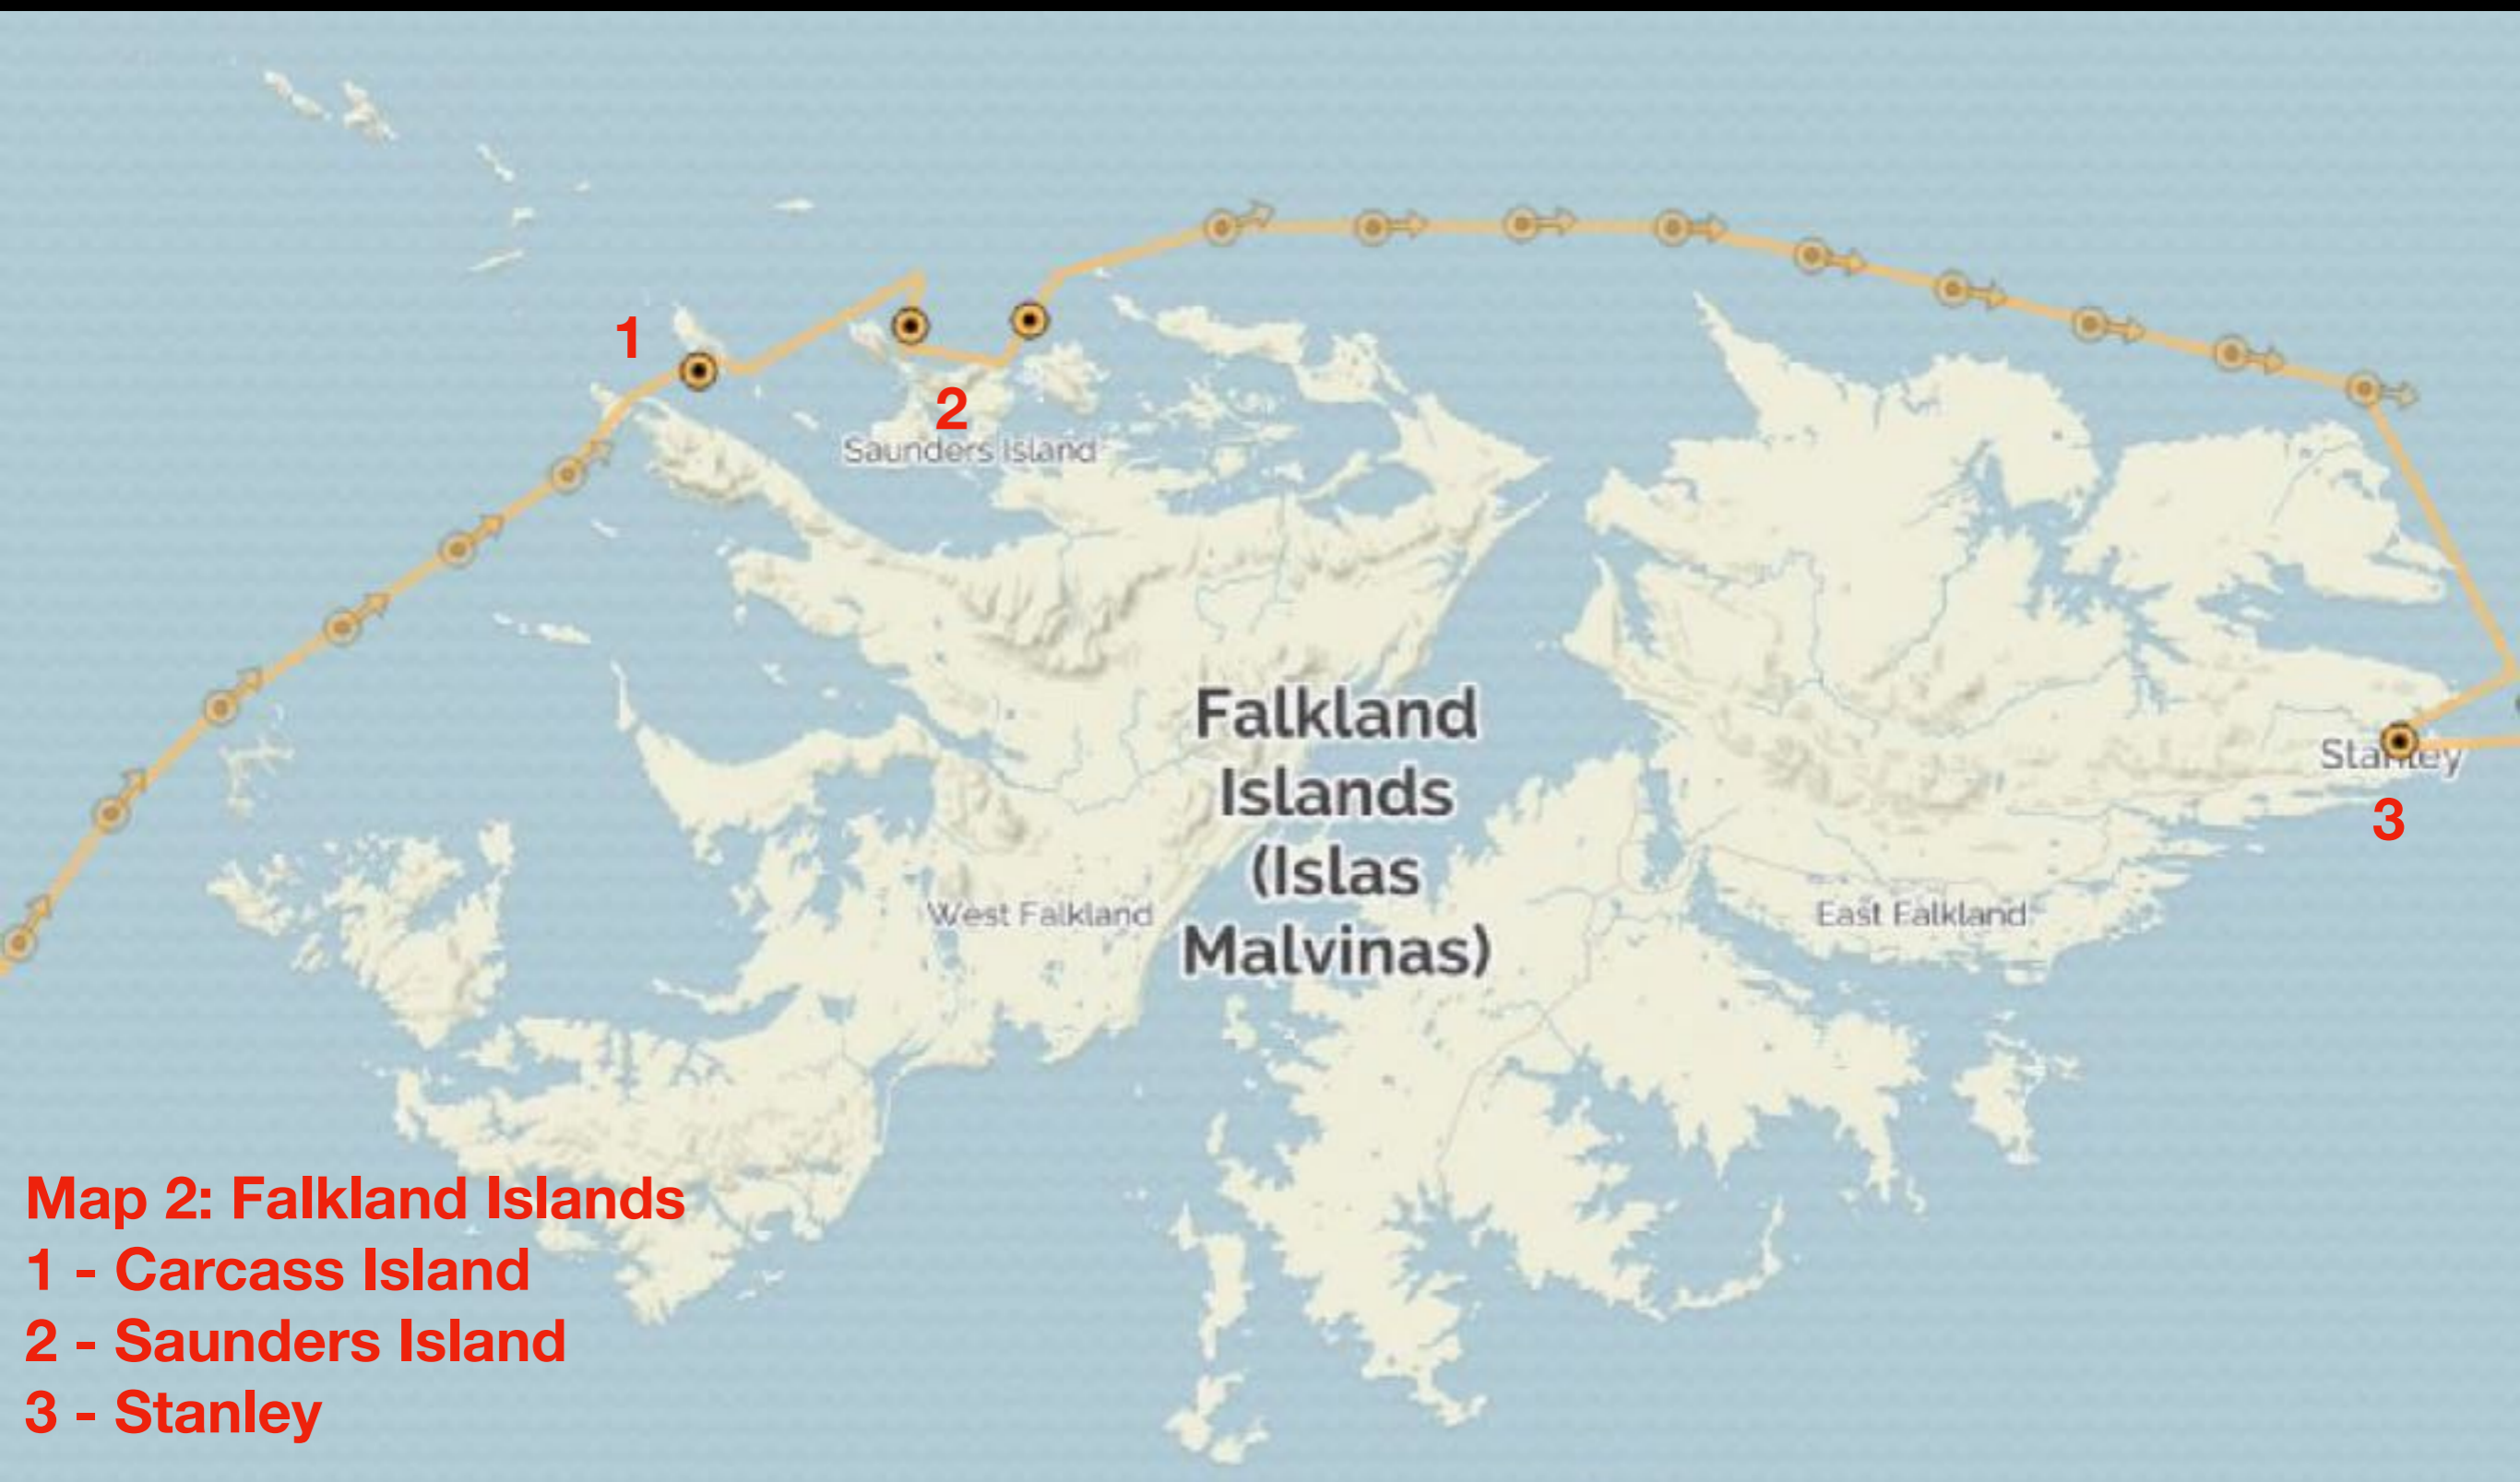 1
2
Saunders Island
Falkland
Islands
(Islas
Malvinas)
Stanley
3
West Falkland
East Falkland
Map 2: Falkland Islands
1 - Carcass Island
2 - Saunders Island
3 - Stanley